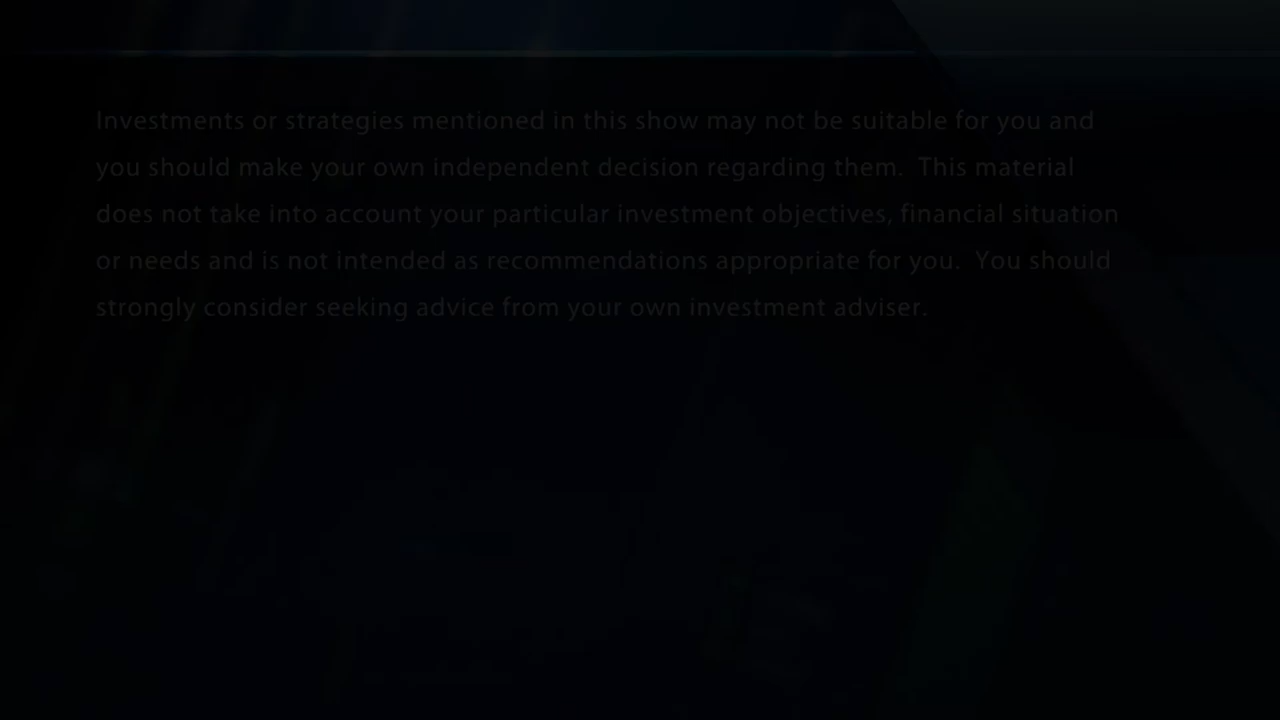 Investments or strategies mentioned in this show may not be suitable for you and
you should make your own independent decision regarding them.  This material
does not take into account your particular investment objectives, financial situation
or needs and is not intended as recommendations appropriate for you.  You should
strongly consider seeking advice from your own investment adviser.